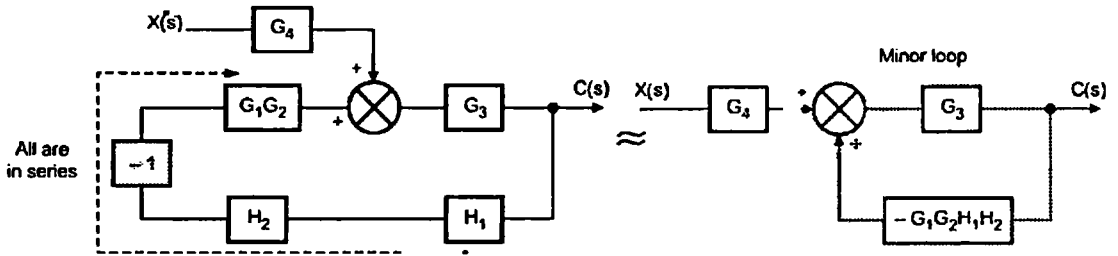 X(s)
G4
+
All are
in series
-1
G1G2
+
G3
C(s)
H2
H1
≈
X(s)
G4
+
Minor loop
G3
C(s)
+
- G1G2H1H2